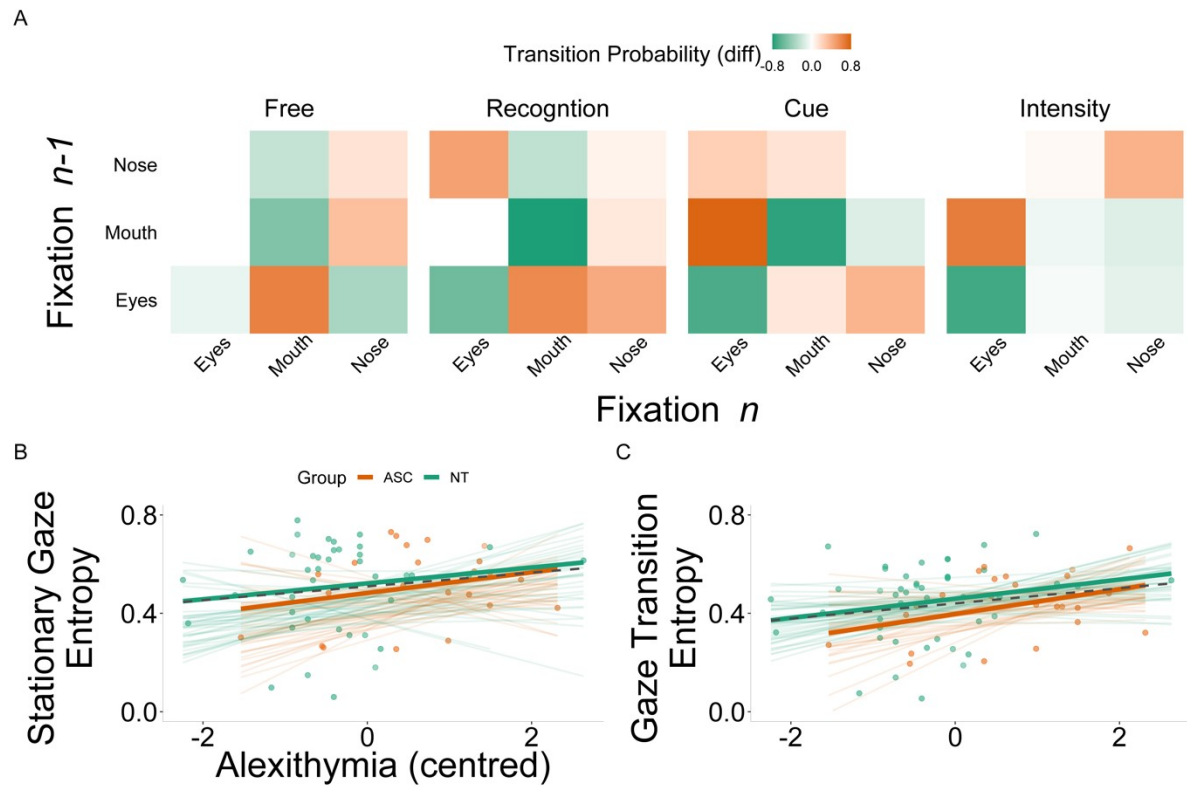 A
Transition Probability (diff)
-0.8 0.0 0.8
Free Recogntion Cue Intensity
Fixation n-1
Nose
Mouth
Eyes
Eyes Mouth Nose Eyes Mouth Nose Eyes Mouth Nose Eyes Mouth Nose
Fixation n
B
Group ASC NT
Stationary Gaze
Entropy
0.8
0.4
0.0
-2 0 2
Alexithymia (centred)
C
Gaze Transition
Entropy
0.8
0.4
0.0
-2 0 2